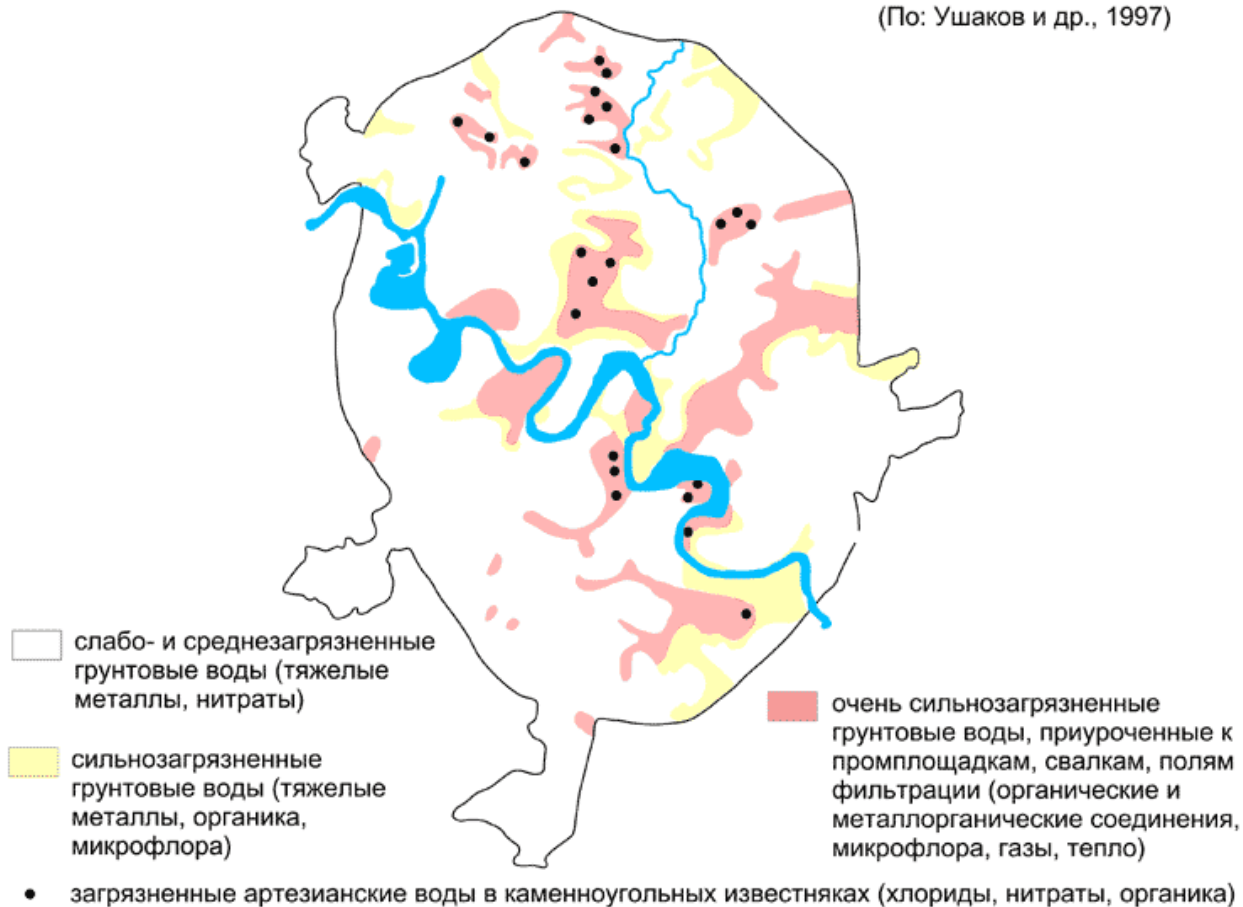 (По: Ушаков и др., 1997)
слабо- и среднезагрязненные
грунтовые воды (тяжелые
металлы, нитраты)
сильнозагрязненные
грунтовые воды (тяжелые
металлы, органика,
микрофлора)
очень сильнозагрязненные
грунтовые воды, приуроченные к
промплощадкам, свалкам, полям
фильтрации (органические и
металлорганические соединения,
микрофлора, газы, тепло)
загрязненные артезианские воды в каменноугольных известняках (хлориды, нитраты, органика)